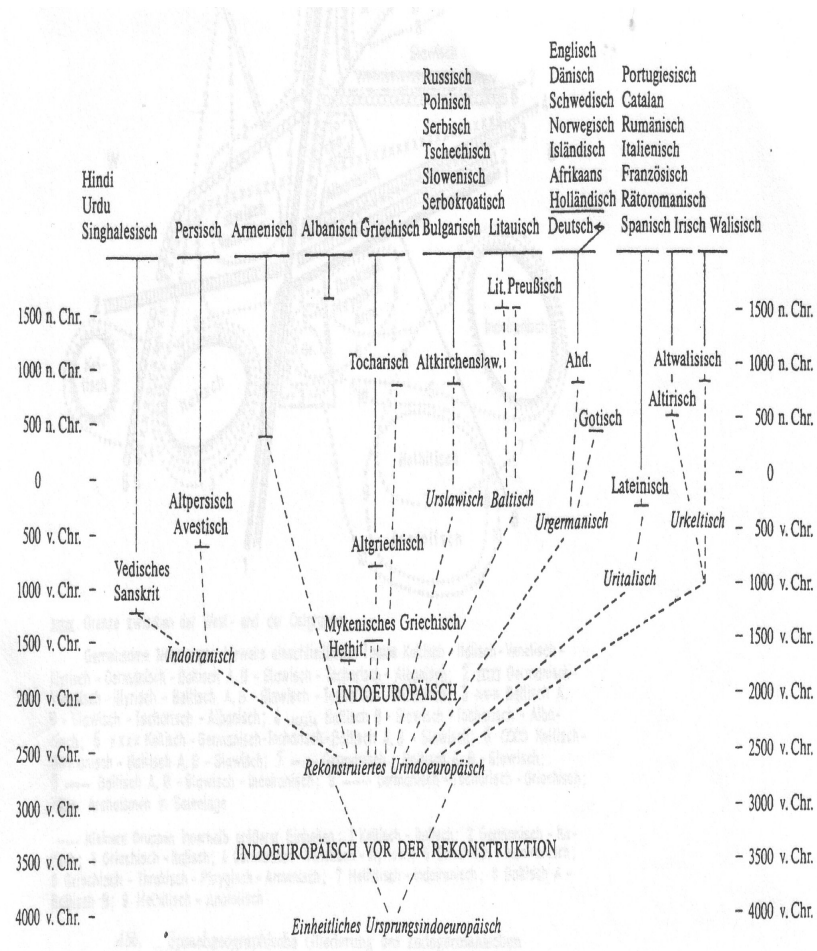 Englisch
Dänisch
Schwedisch
Norwegisch
Isländisch
Afrikaans
Holländisch
Deutsch
Russisch
Polnisch
Serbisch
Tschechisch
Slowenisch
Serbokroatisch
Bulgarisch
Portugiesisch
Catalan
Rumänisch
Italienisch
Französisch
Rätoromanisch
Spanisch
Hindi
Urdu
Singhalesisch
Persisch
Armenisch
Albanisch
Griechisch
Litauisch
Irisch
Walisisch
Lit. Preußisch
1500 n. Chr. – – 1500 n. Chr.
Tocharisch Altkirchenslaw. Ahd. Altwalisisch
1000 n. Chr. – – 1000 n. Chr.
Altirisch
500 n. Chr. – Gotisch – 500 n. Chr.
0 – – 0
Lateinisch
Altpersisch
Avestisch
Urslawisch Baltisch
Urgermanisch Urkeltisch
500 v. Chr. – – 500 v. Chr.
Altgriechisch
Vedisches
Sanskrit
Uritalisch
1000 v. Chr. – – 1000 v. Chr.
Mykenisches Griechisch
1500 v. Chr. – Hethit. – 1500 v. Chr.
Indoiranisch
2000 v. Chr. – INDOEUROPÄISCH – 2000 v. Chr.
2500 v. Chr. – – 2500 v. Chr.
Rekonstruiertes Urindoeuropäisch
3000 v. Chr. – – 3000 v. Chr.
INDOEUROPÄISCH VOR DER REKONSTRUKTION
3500 v. Chr. – – 3500 v. Chr.
4000 v. Chr. – – 4000 v. Chr.
Einheitliches Ursprungsindoeuropäisch